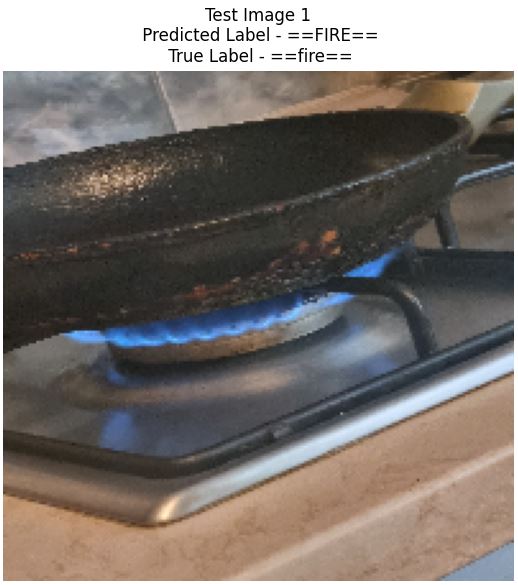 Test Image 1
Predicted Label - ==FIRE==
True Label - ==fire==